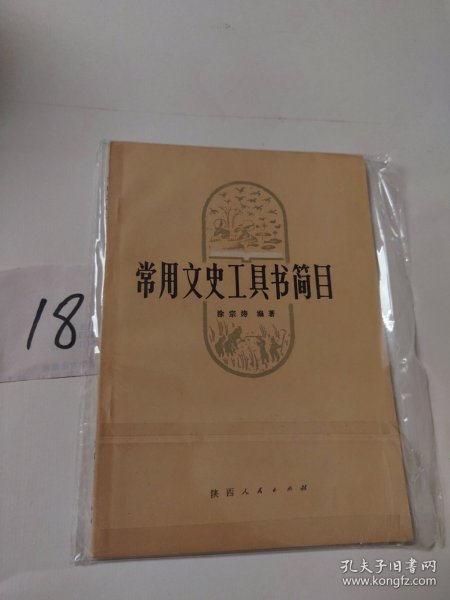 常用文史工具书简目
徐宗涛 编著
18
陕西人民出版社
孔夫子旧书网
www.kongfz.com